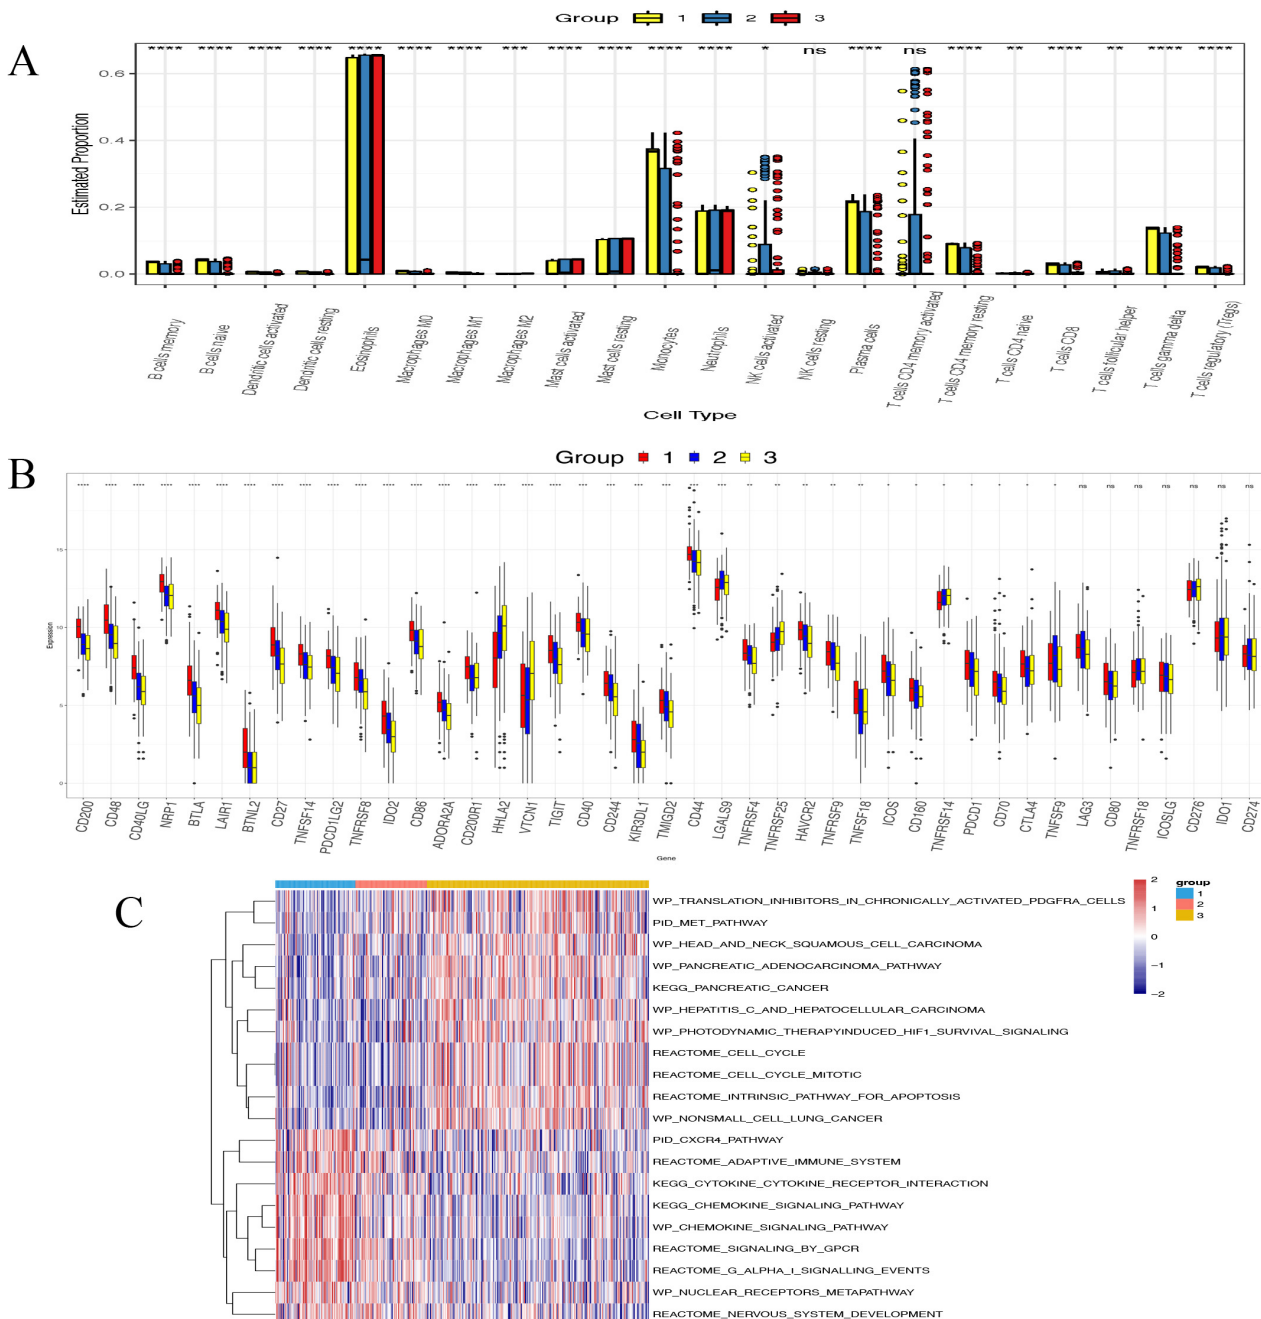 Group 1 2 3
A
**** **** **** **** **** **** **** *** **** **** **** **** * ns **** ns **** ** **** ** **** ****
Estimated Proportion
0.6
0.4
0.2
0.0
B cells memory
B cells naive
Dendritic cells activated
Dendritic cells resting
Eosinophils
Macrophages M0
Macrophages M1
Macrophages M2
Mast cells activated
Mast cells resting
Monocytes
Neutrophils
NK cells activated
NK cells resting
Plasma cells
T cells CD4 memory activated
T cells CD4 memory resting
T cells CD4 naive
T cells CD8
T cells follicular helper
T cells gamma delta
T cells regulatory (Tregs)
Cell Type
Group 1 2 3
B
ns ns ns ns ns ns ns
Expression
15
10
5
0
CD200
CD48
CD40LG
NRP1
BTLA
LAIR1
BTNL2
CD27
TNFSF14
PDCD1LG2
TNFRSF8
IDO2
CD86
ADORA2A
CD200R1
HHLA2
VTCN1
TIGIT
CD40
CD244
KIR3DL1
TMIGD2
CD44
LGALS9
TNFRSF4
TNFRSF25
HAVCR2
TNFRSF9
TNFSF18
ICOS
CD160
TNFRSF14
PDCD1
CD70
CTLA4
TNFSF9
LAG3
CD80
TNFRSF18
ICOSLG
CD276
IDO1
CD274
Gene
C
WP_TRANSLATION_INHIBITORS_IN_CHRONICALLY_ACTIVATED_PDGFRA_CELLS
PID_MET_PATHWAY
WP_HEAD_AND_NECK_SQUAMOUS_CELL_CARCINOMA
WP_PANCREATIC_ADENOCARCINOMA_PATHWAY
KEGG_PANCREATIC_CANCER
WP_HEPATITIS_C_AND_HEPATOCELLULAR_CARCINOMA
WP_PHOTODYNAMIC_THERAPYINDUCED_HIF1_SURVIVAL_SIGNALING
REACTOME_CELL_CYCLE
REACTOME_CELL_CYCLE_MITOTIC
REACTOME_INTRINSIC_PATHWAY_FOR_APOPTOSIS
WP_NONSMALL_CELL_LUNG_CANCER
PID_CXCR4_PATHWAY
REACTOME_ADAPTIVE_IMMUNE_SYSTEM
KEGG_CYTOKINE_CYTOKINE_RECEPTOR_INTERACTION
KEGG_CHEMOKINE_SIGNALING_PATHWAY
WP_CHEMOKINE_SIGNALING_PATHWAY
REACTOME_SIGNALING_BY_GPCR
REACTOME_G_ALPHA_I_SIGNALLING_EVENTS
WP_NUCLEAR_RECEPTORS_METAPATHWAY
REACTOME_NERVOUS_SYSTEM_DEVELOPMENT
2
1
0
−1
−2
group
1
2
3